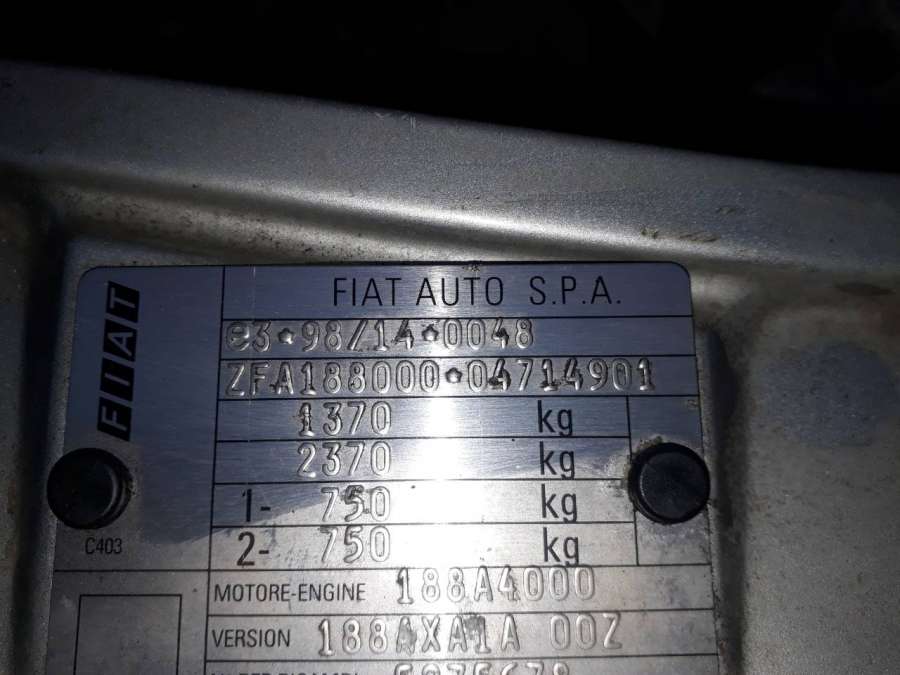 FIAT
FIAT AUTO S.P.A.
e3*98/14*0048
ZFA188000*04714901
1370 kg
2370 kg
1- 750 kg
2- 750 kg
C403
MOTORE-ENGINE 188A4000
VERSION 188AXA1A 00Z